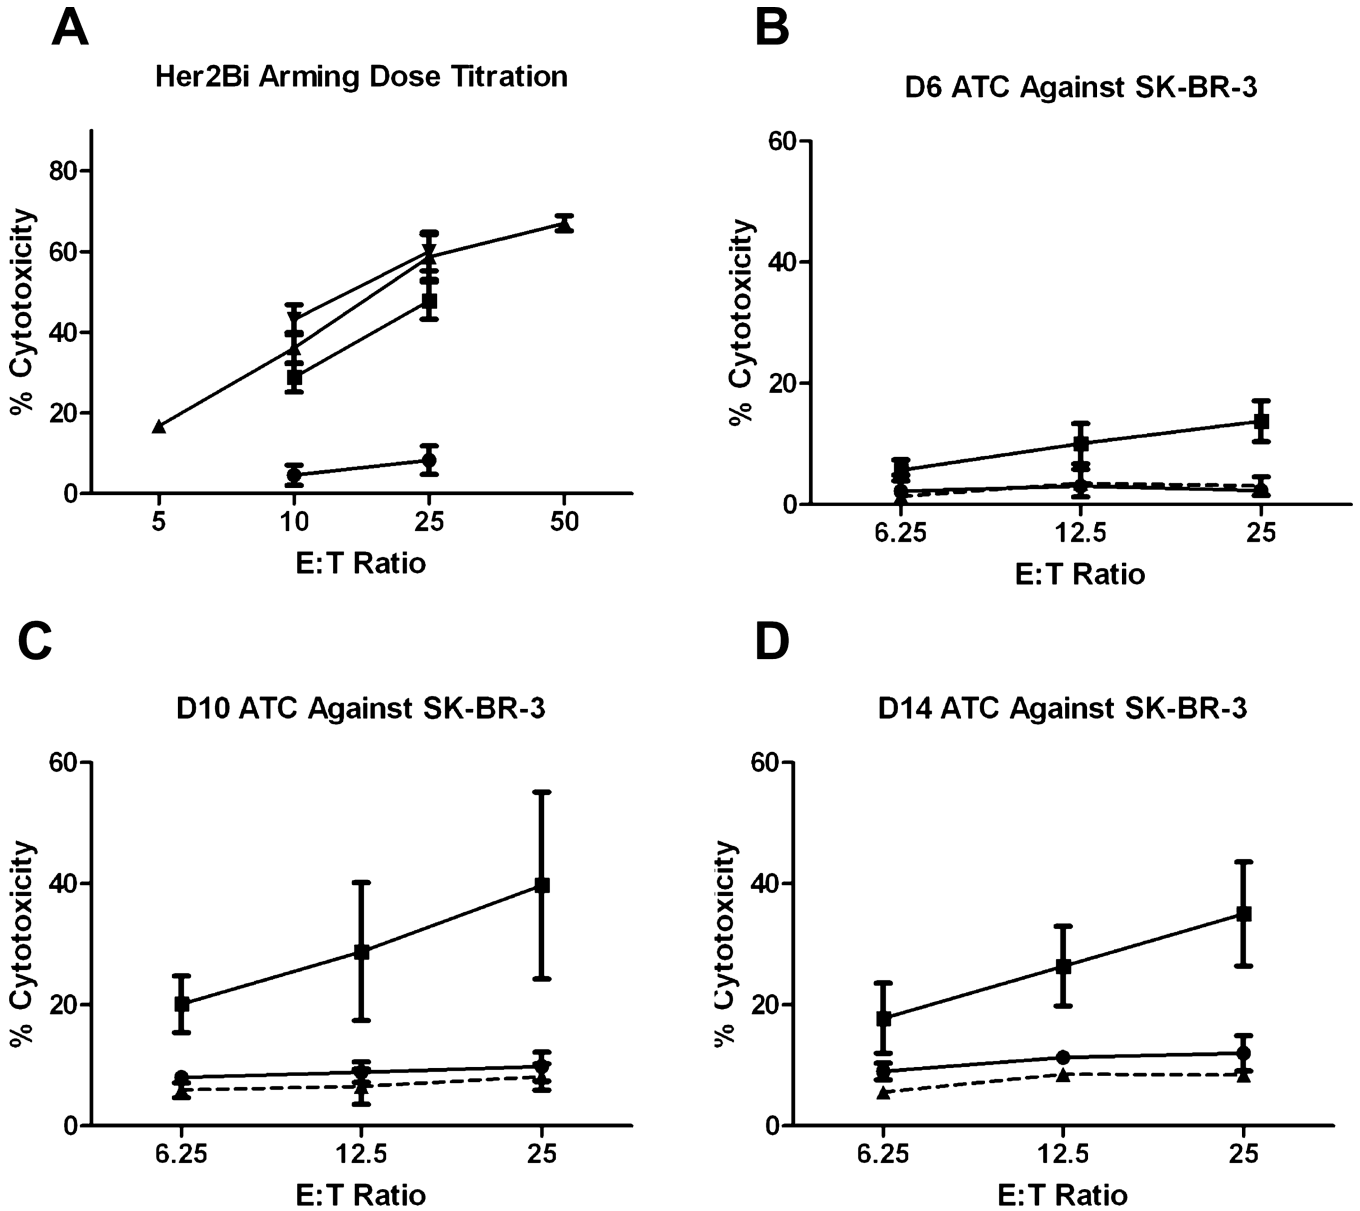 A
Her2Bi Arming Dose Titration
% Cytotoxicity
80
60
40
20
0
5 10 25 50
E:T Ratio
B
D6 ATC Against SK-BR-3
% Cytotoxicity
60
40
20
0
6.25 12.5 25
E:T Ratio
C
D10 ATC Against SK-BR-3
% Cytotoxicity
60
40
20
0
6.25 12.5 25
E:T Ratio
D
D14 ATC Against SK-BR-3
% Cytotoxicity
60
40
20
0
6.25 12.5 25
E:T Ratio